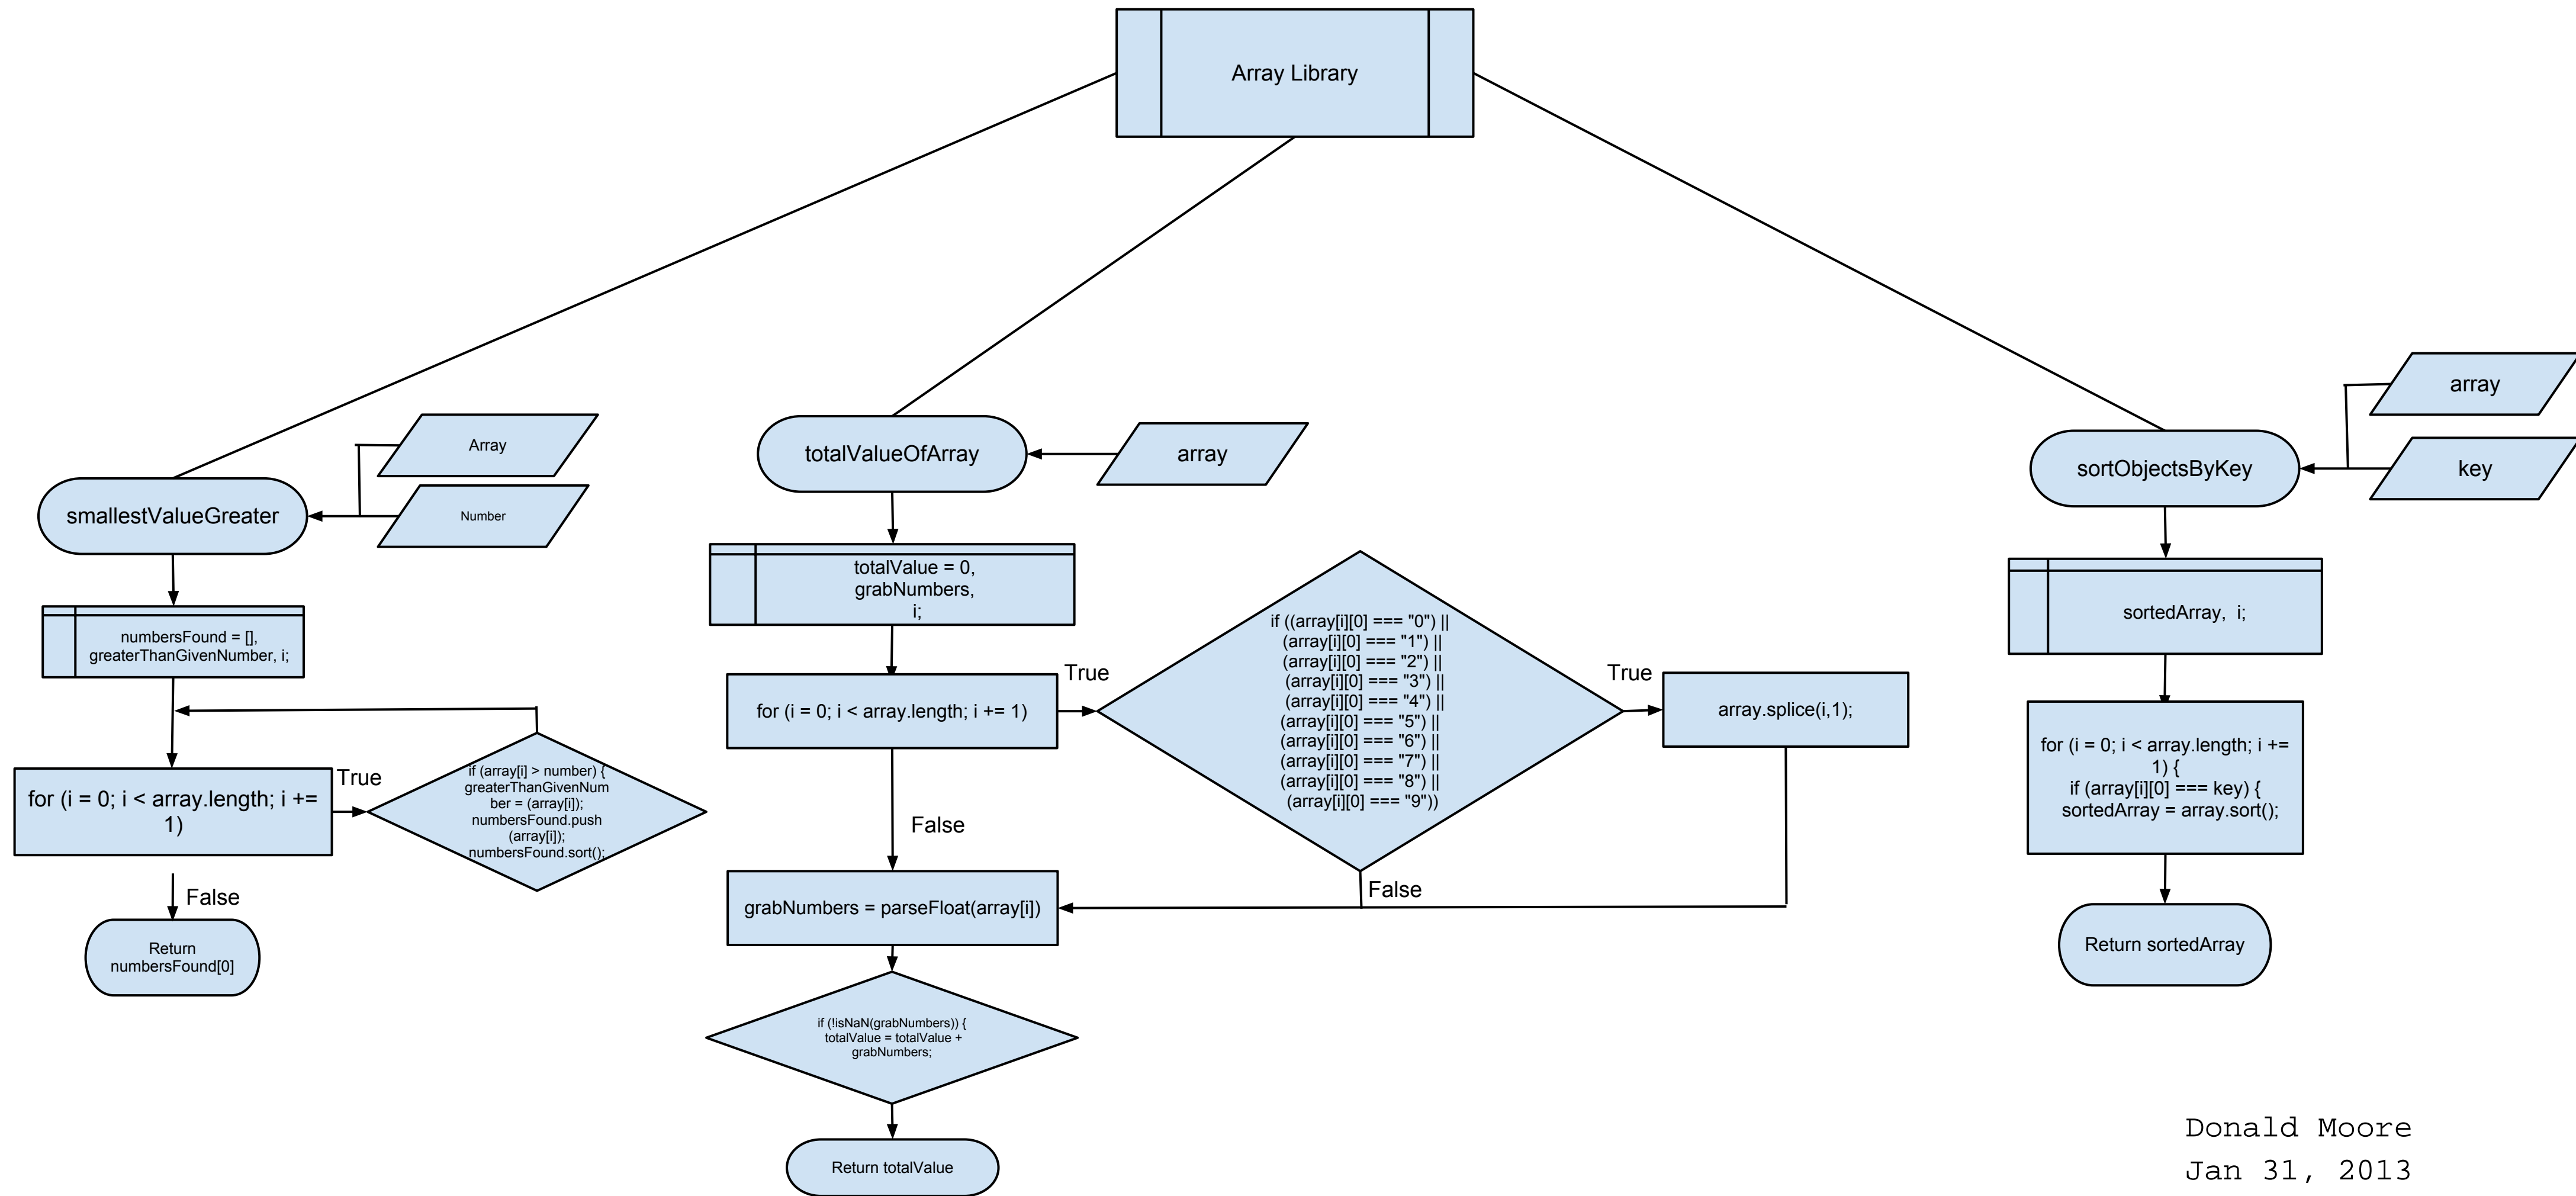 Array Library
smallestValueGreater
Array
Number
numbersFound = [],
greaterThanGivenNumber, i;
for (i = 0; i < array.length; i +=
1)
True
if (array[i] > number) {
greaterThanGivenNum
ber = (array[i]);
numbersFound.push
(array[i]);
numbersFound.sort();
False
Return
numbersFound[0]
totalValueOfArray
array
totalValue = 0,
grabNumbers,
i;
for (i = 0; i < array.length; i += 1)
True
if ((array[i][0] === "0") ||
(array[i][0] === "1") ||
(array[i][0] === "2") ||
(array[i][0] === "3") ||
(array[i][0] === "4") ||
(array[i][0] === "5") ||
(array[i][0] === "6") ||
(array[i][0] === "7") ||
(array[i][0] === "8") ||
(array[i][0] === "9"))
True
array.splice(i,1);
False
False
grabNumbers = parseFloat(array[i])
if (!isNaN(grabNumbers)) {
totalValue = totalValue +
grabNumbers;
Return totalValue
sortObjectsByKey
array
key
sortedArray,  i;
for (i = 0; i < array.length; i +=
1) {
if (array[i][0] === key) {
sortedArray = array.sort();
Return sortedArray
Donald Moore
Jan 31, 2013